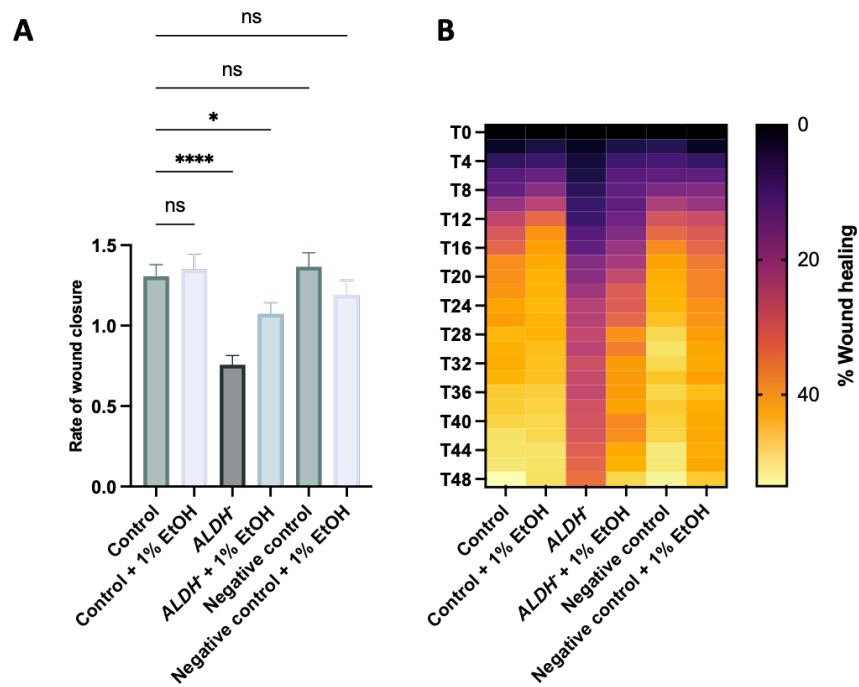 A
ns
ns
*
****
ns
Rate of wound closure
1.5
1.0
0.5
0.0
Control
Control + 1% EtOH
ALDH⁻
ALDH⁻ + 1% EtOH
Negative control
Negative control + 1% EtOH
B
T0
T4
T8
T12
T16
T20
T24
T28
T32
T36
T40
T44
T48
Control
Control + 1% EtOH
ALDH⁻
ALDH⁻ + 1% EtOH
Negative control
Negative control + 1% EtOH
0
20
40
% Wound healing